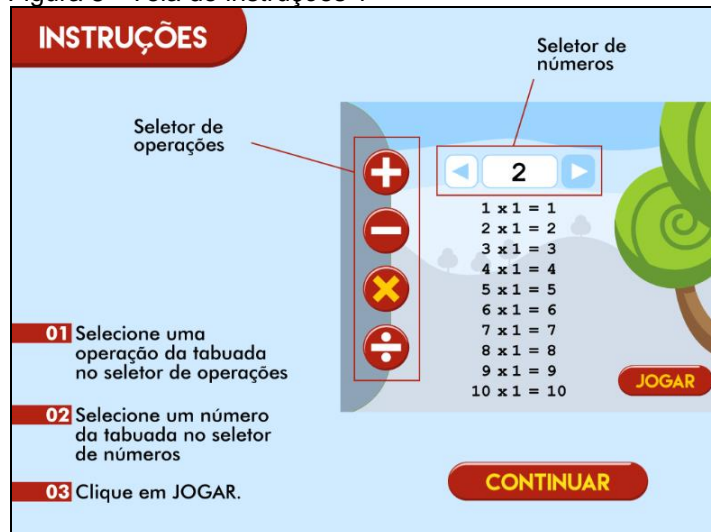 INSTRUÇÕES
Seletor de
números
Seletor de
operações
2
1 x 1 = 1
2 x 1 = 2
3 x 1 = 3
4 x 1 = 4
5 x 1 = 5
6 x 1 = 6
7 x 1 = 7
8 x 1 = 8
9 x 1 = 9
10 x 1 = 10
JOGAR
01 Selecione uma
operação da tabuada
no seletor de operações
02 Selecione um número
da tabuada no seletor
de números
03 Clique em JOGAR.
CONTINUAR